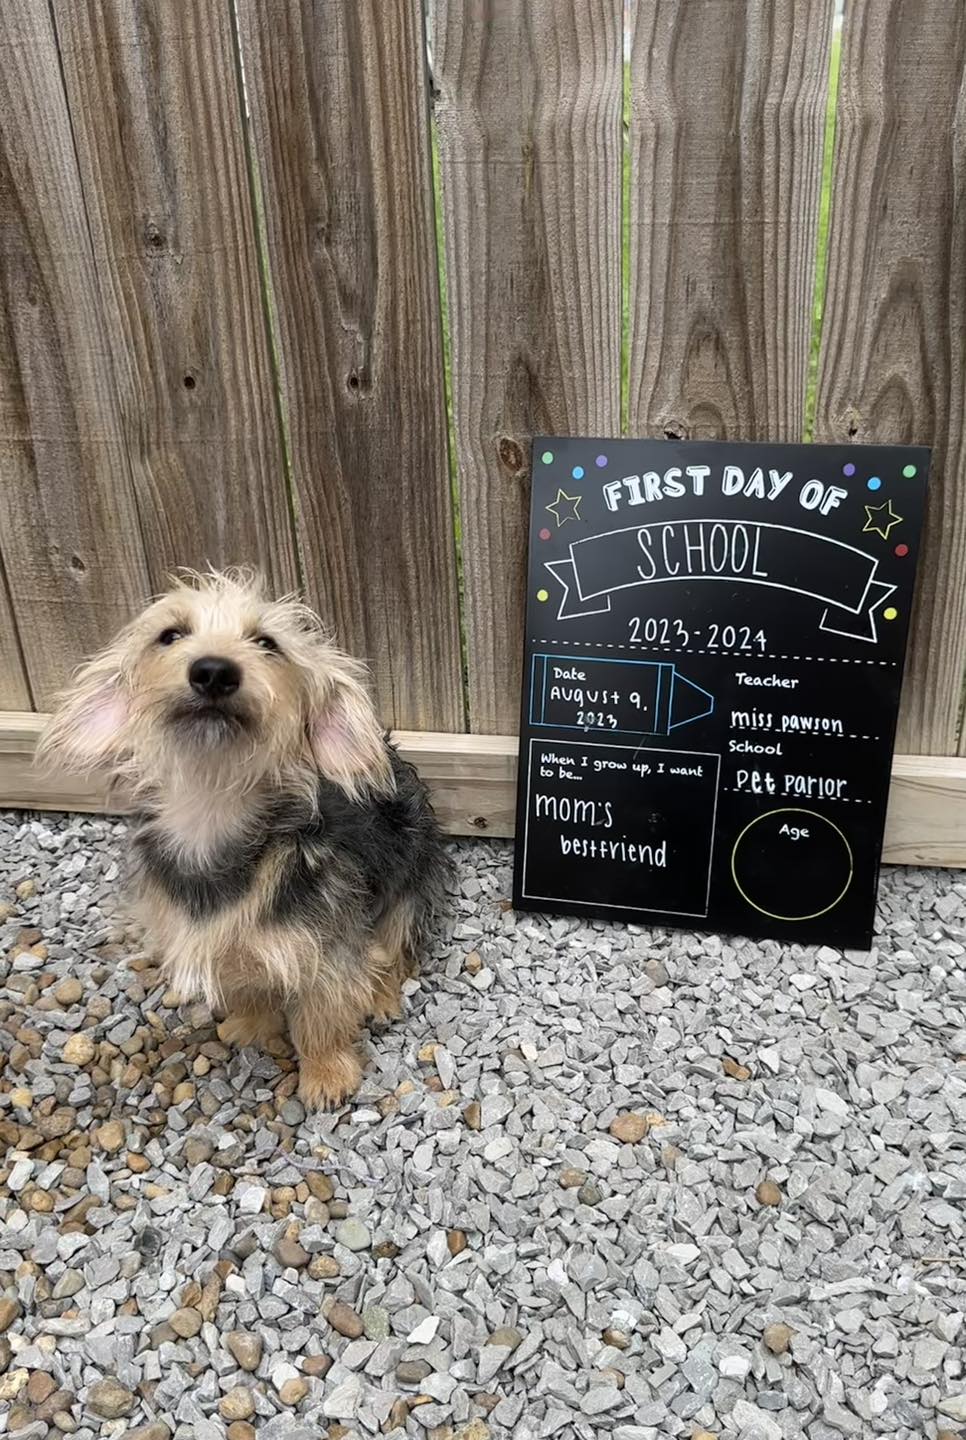 FIRST DAY OF
SCHOOL
2023-2024
Date
AUgUst 9,
2023
Teacher
miss pawson
School
Pet Parlor
When I grow up, I want
to be...
mom's
bestfriend
Age